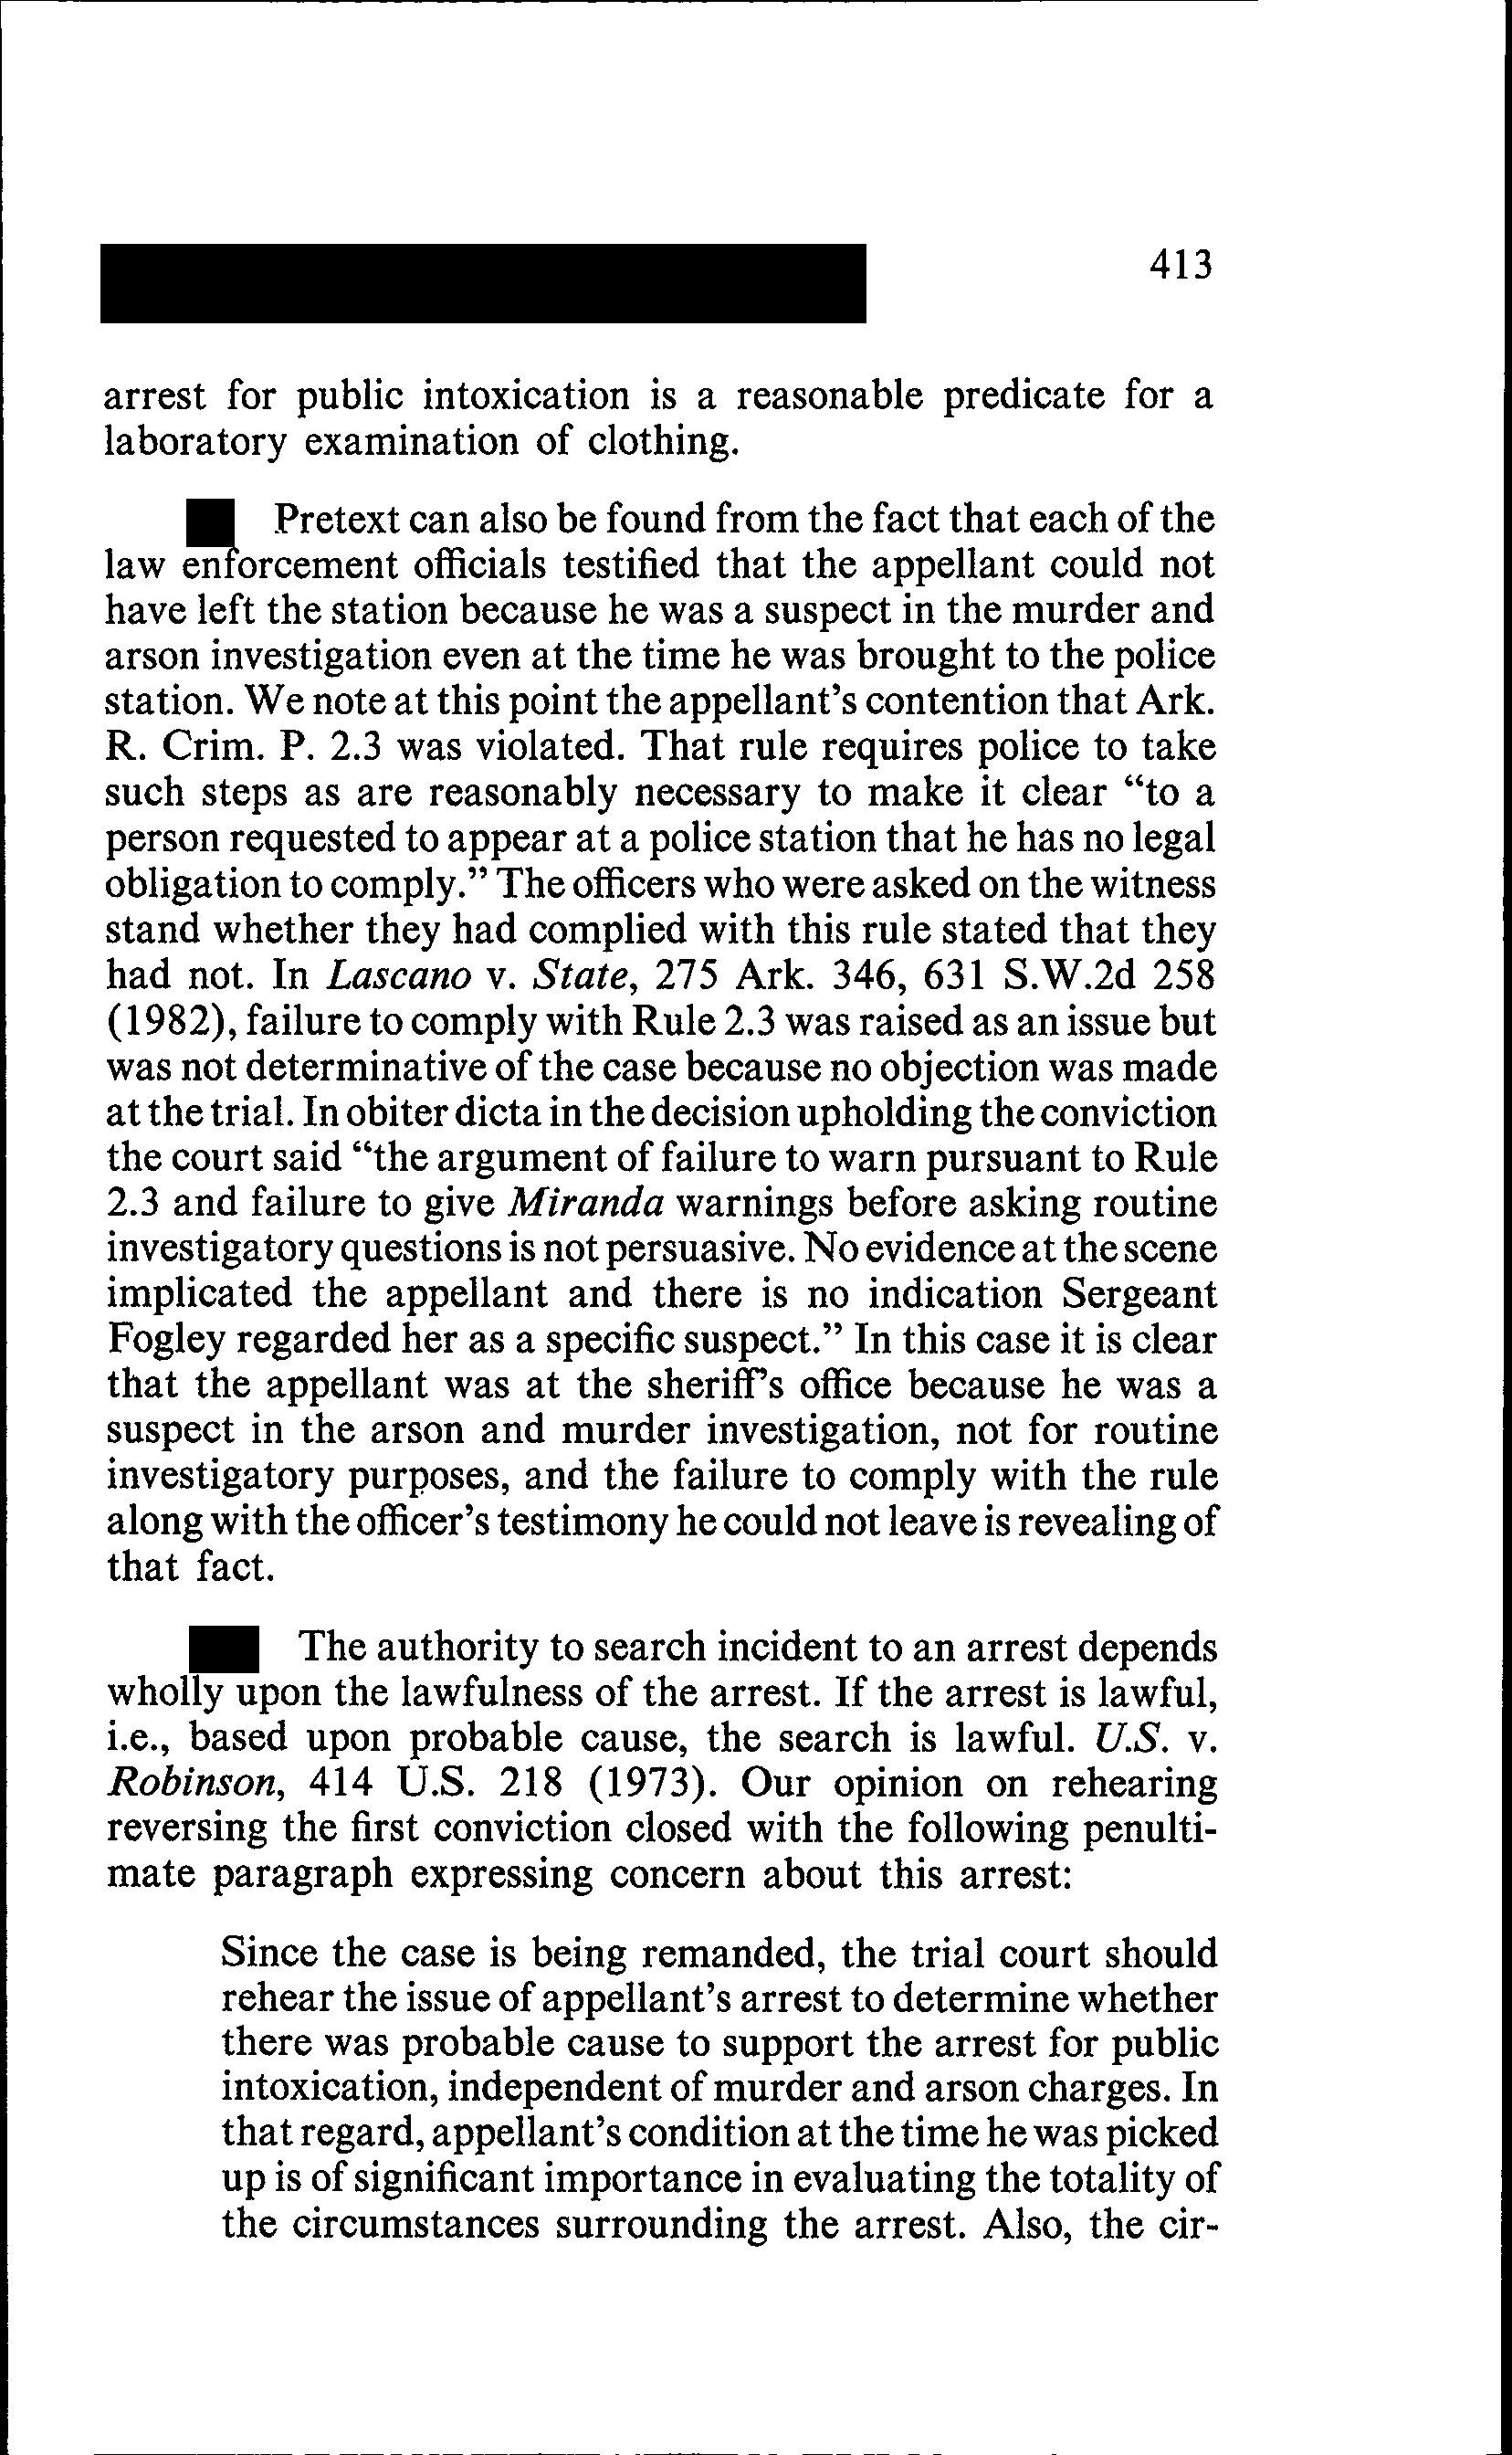 413
arrest for public intoxication is a reasonable predicate for a
laboratory examination of clothing.
Pretext can also be found from the fact that each of the
law enforcement officials testified that the appellant could not
have left the station because he was a suspect in the murder and
arson investigation even at the time he was brought to the police
station. We note at this point the appellant's contention that Ark.
R. Crim. P. 2.3 was violated. That rule requires police to take
such steps as are reasonably necessary to make it clear “to a
person requested to appear at a police station that he has no legal
obligation to comply.” The officers who were asked on the witness
stand whether they had complied with this rule stated that they
had not. In Lascano v. State, 275 Ark. 346, 631 S.W.2d 258
(1982), failure to comply with Rule 2.3 was raised as an issue but
was not determinative of the case because no objection was made
at the trial. In obiter dicta in the decision upholding the conviction
the court said “the argument of failure to warn pursuant to Rule
2.3 and failure to give Miranda warnings before asking routine
investigatory questions is not persuasive. No evidence at the scene
implicated the appellant and there is no indication Sergeant
Fogley regarded her as a specific suspect.” In this case it is clear
that the appellant was at the sheriff's office because he was a
suspect in the arson and murder investigation, not for routine
investigatory purposes, and the failure to comply with the rule
along with the officer's testimony he could not leave is revealing of
that fact.
The authority to search incident to an arrest depends
wholly upon the lawfulness of the arrest. If the arrest is lawful,
i.e., based upon probable cause, the search is lawful. U.S. v.
Robinson, 414 U.S. 218 (1973). Our opinion on rehearing
reversing the first conviction closed with the following penulti-
mate paragraph expressing concern about this arrest:
Since the case is being remanded, the trial court should
rehear the issue of appellant's arrest to determine whether
there was probable cause to support the arrest for public
intoxication, independent of murder and arson charges. In
that regard, appellant's condition at the time he was picked
up is of significant importance in evaluating the totality of
the circumstances surrounding the arrest. Also, the cir-